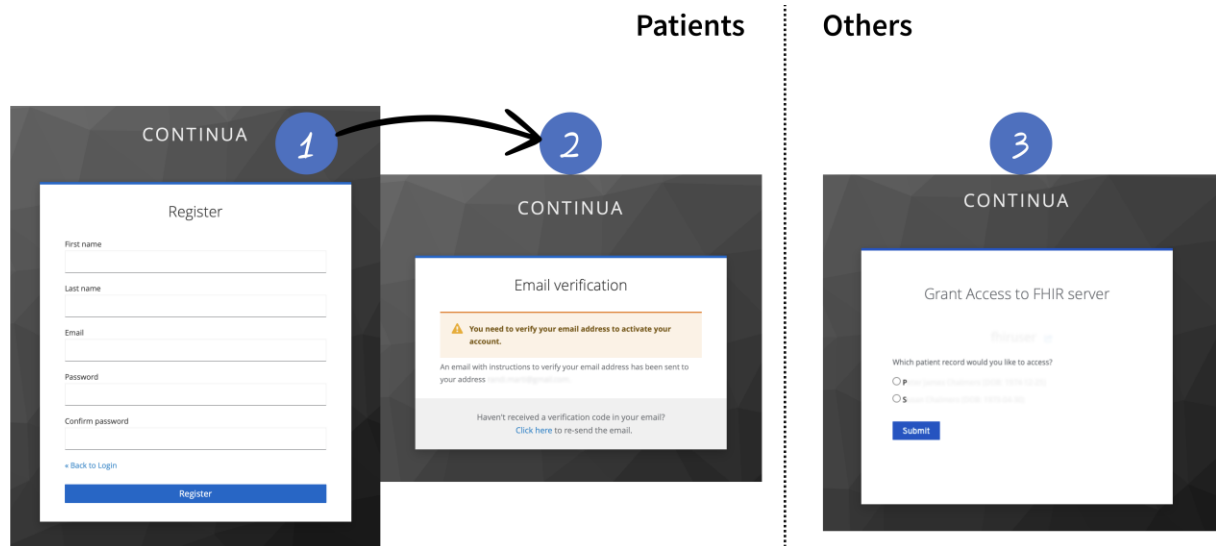 Patients
Others
1
2
3
CONTINUA
Register
First name
Last name
Email
Password
Confirm password
« Back to Login
Register
CONTINUA
Email verification
You need to verify your email address to activate your
account.
An email with instructions to verify your email address has been sent to
your address
Haven't received a verification code in your email?
Click here to re-send the email.
CONTINUA
Grant Access to FHIR server
Which patient record would you like to access?
P
S
Submit